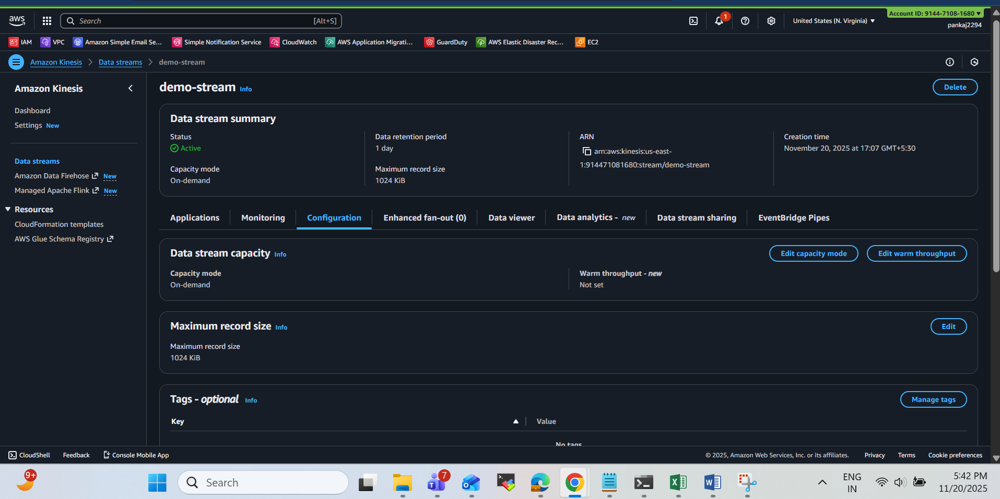 aws
Search [Alt+S]
1
United States (N. Virginia) ▼
Account ID: 9144-7108-1680 ▼
pankaj2294
IAM VPC Amazon Simple Email Se... Simple Notification Service CloudWatch AWS Application Migrati... GuardDuty AWS Elastic Disaster Rec... EC2
Amazon Kinesis > Data streams > demo-stream
Amazon Kinesis
Dashboard
Settings New
Data streams
Amazon Data Firehose New
Managed Apache Flink New
Resources
CloudFormation templates
AWS Glue Schema Registry
demo-stream Info
Delete
Data stream summary
Status
Active
Capacity mode
On-demand
Data retention period
1 day
Maximum record size
1024 KiB
ARN
arn:aws:kinesis:us-east-
1:914471081680:stream/demo-stream
Creation time
November 20, 2025 at 17:07 GMT+5:30
Applications Monitoring Configuration Enhanced fan-out (0) Data viewer Data analytics - new Data stream sharing EventBridge Pipes
Data stream capacity Info
Edit capacity mode Edit warm throughput
Capacity mode
On-demand
Warm throughput - new
Not set
Maximum record size Info
Edit
Maximum record size
1024 KiB
Tags - optional Info
Manage tags
Key Value
No tags
CloudShell Feedback Console Mobile App
© 2025, Amazon Web Services, Inc. or its affiliates. Privacy Terms Cookie preferences
9+
Search
7
ENG
IN
5:42 PM
11/20/2025